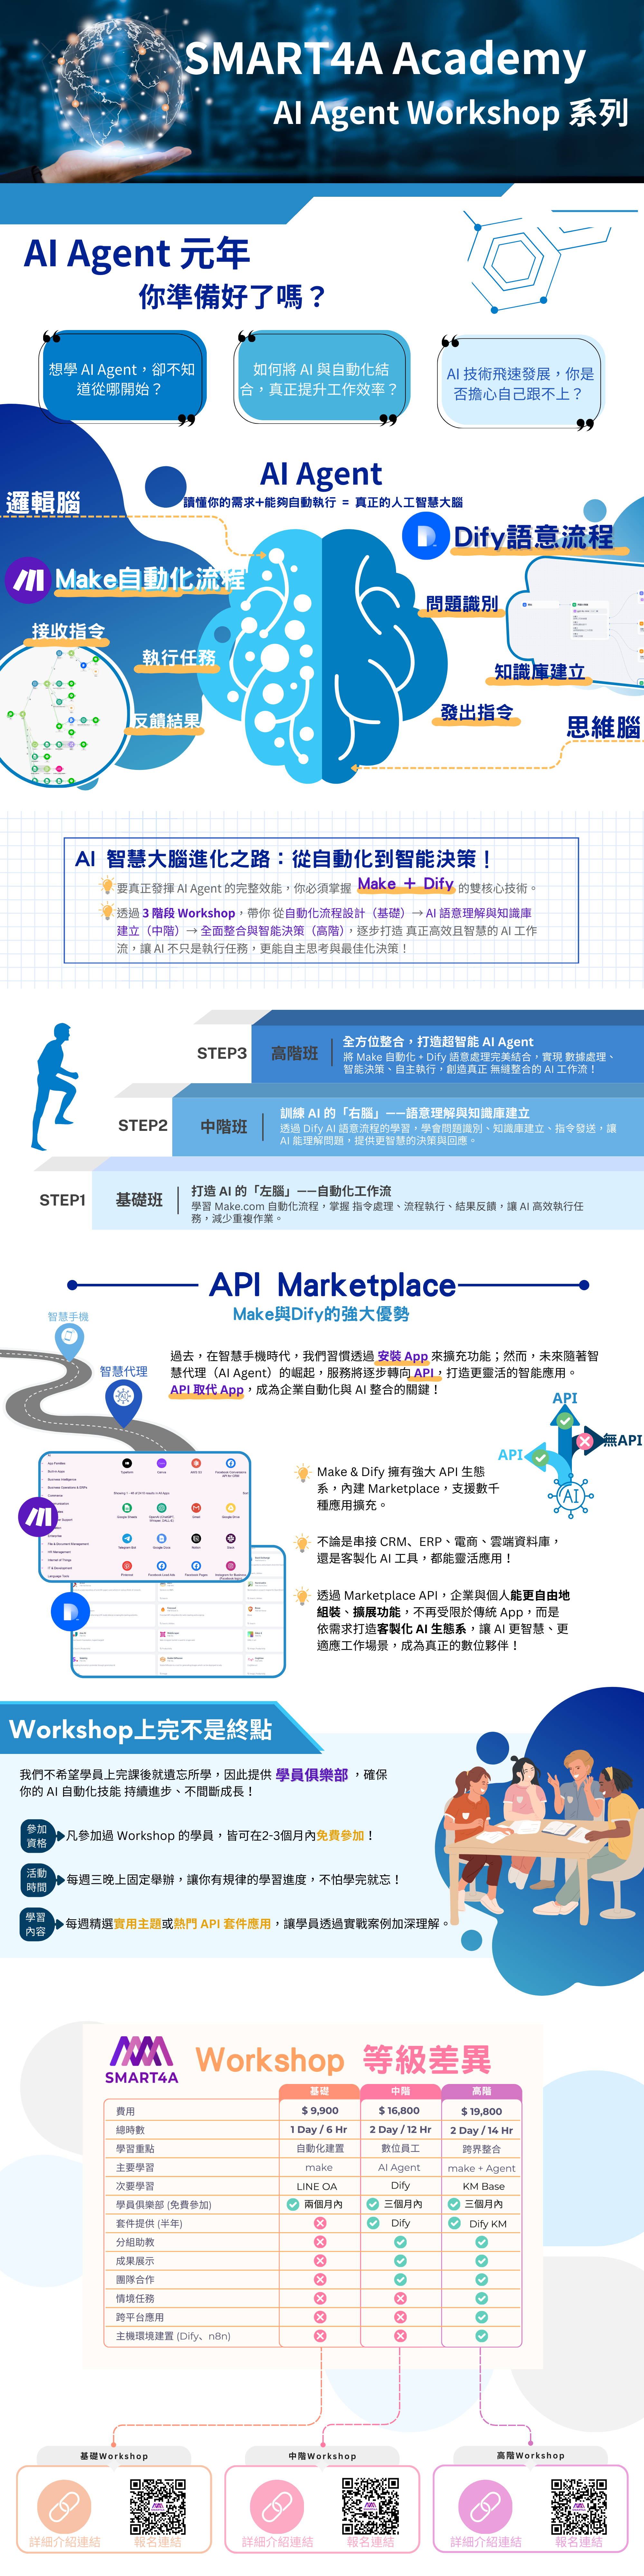 SMART4A Academy
AI Agent Workshop 系列
AI Agent 元年
你準備好了嗎？
想學 AI Agent，卻不知
道從哪開始？
如何將 AI 與自動化結
合，真正提升工作效率？
AI 技術飛速發展，你是
否擔心自己跟不上？
AI Agent
讀懂你的需求+能夠自動執行 = 真正的人工智慧大腦
邏輯腦
Make自動化流程
接收指令
執行任務
反饋結果
Dify語意流程
問題識別
知識庫建立
發出指令
思維腦
AI 智慧大腦進化之路：從自動化到智能決策！
要真正發揮 AI Agent 的完整效能，你必須掌握 Make + Dify 的雙核心技術。
透過 3 階段 Workshop，帶你 從自動化流程設計（基礎）→ AI 語意理解與知識庫
建立（中階）→ 全面整合與智能決策（高階），逐步打造 真正高效且智慧的 AI 工作
流，讓 AI 不只是執行任務，更能自主思考與最佳化決策！
STEP3
高階班
全方位整合，打造超智能 AI Agent
將 Make 自動化 + Dify 語意處理完美結合，實現 數據處理、
智能決策、自主執行，創造真正 無縫整合的 AI 工作流！
STEP2
中階班
訓練 AI 的「右腦」——語意理解與知識庫建立
透過 Dify AI 語意流程的學習，學會問題識別、知識庫建立、指令發送，讓
AI 能理解問題，提供更智慧的決策與回應。
STEP1
基礎班
打造 AI 的「左腦」——自動化工作流
學習 Make.com 自動化流程，掌握 指令處理、流程執行、結果反饋，讓 AI 高效執行任
務，減少重複作業。
API Marketplace
Make與Dify的強大優勢
智慧手機
智慧代理
過去，在智慧手機時代，我們習慣透過 安裝 App 來擴充功能；然而，未來隨著智
慧代理（AI Agent）的崛起，服務將逐步轉向 API，打造更靈活的智能應用。
API 取代 App，成為企業自動化與 AI 整合的關鍵！
API
API
無API
AI
Make & Dify 擁有強大 API 生態
系，內建 Marketplace，支援數千
種應用擴充。
不論是串接 CRM、ERP、電商、雲端資料庫，
還是客製化 AI 工具，都能靈活應用！
透過 Marketplace API，企業與個人能更自由地
組裝、擴展功能，不再受限於傳統 App，而是
依需求打造客製化 AI 生態系，讓 AI 更智慧、更
適應工作場景，成為真正的數位夥伴！
Workshop上完不是終點
我們不希望學員上完課後就遺忘所學，因此提供 學員俱樂部 ，確保
你的 AI 自動化技能 持續進步、不間斷成長！
參加
資格
凡參加過 Workshop 的學員，皆可在2-3個月內免費參加！
活動
時間
每週三晚上固定舉辦，讓你有規律的學習進度，不怕學完就忘！
學習
內容
每週精選實用主題或熱門 API 套件應用，讓學員透過實戰案例加深理解。
SMART4A
Workshop 等級差異
基礎 中階 高階
費用 $ 9,900 $ 16,800 $ 19,800
總時數 1 Day / 6 Hr 2 Day / 12 Hr 2 Day / 14 Hr
學習重點 自動化建置 數位員工 跨界整合
主要學習 make AI Agent make + Agent
次要學習 LINE OA Dify KM Base
學員俱樂部 (免費參加) 兩個月內 三個月內 三個月內
套件提供 (半年) Dify Dify KM
分組助教
成果展示
團隊合作
情境任務
跨平台應用
主機環境建置 (Dify、n8n)
基礎Workshop
中階Workshop
高階Workshop
詳細介紹連結
報名連結
詳細介紹連結
報名連結
詳細介紹連結
報名連結